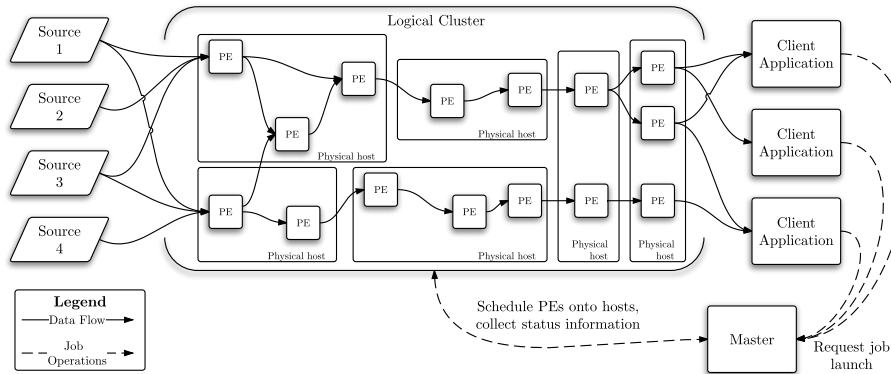 Logical Cluster
Source
1
Source
2
Source
3
Source
4
PE
PE
PE
Physical host
PE
PE
Physical host
PE
PE
Physical host
PE
PE
PE
Physical host
PE
PE
Physical
host
PE
PE
PE
Physical
host
Client
Application
Client
Application
Client
Application
Legend
Data Flow
Job
Operations
Schedule PEs onto hosts,
collect status information
Master
Request job
launch